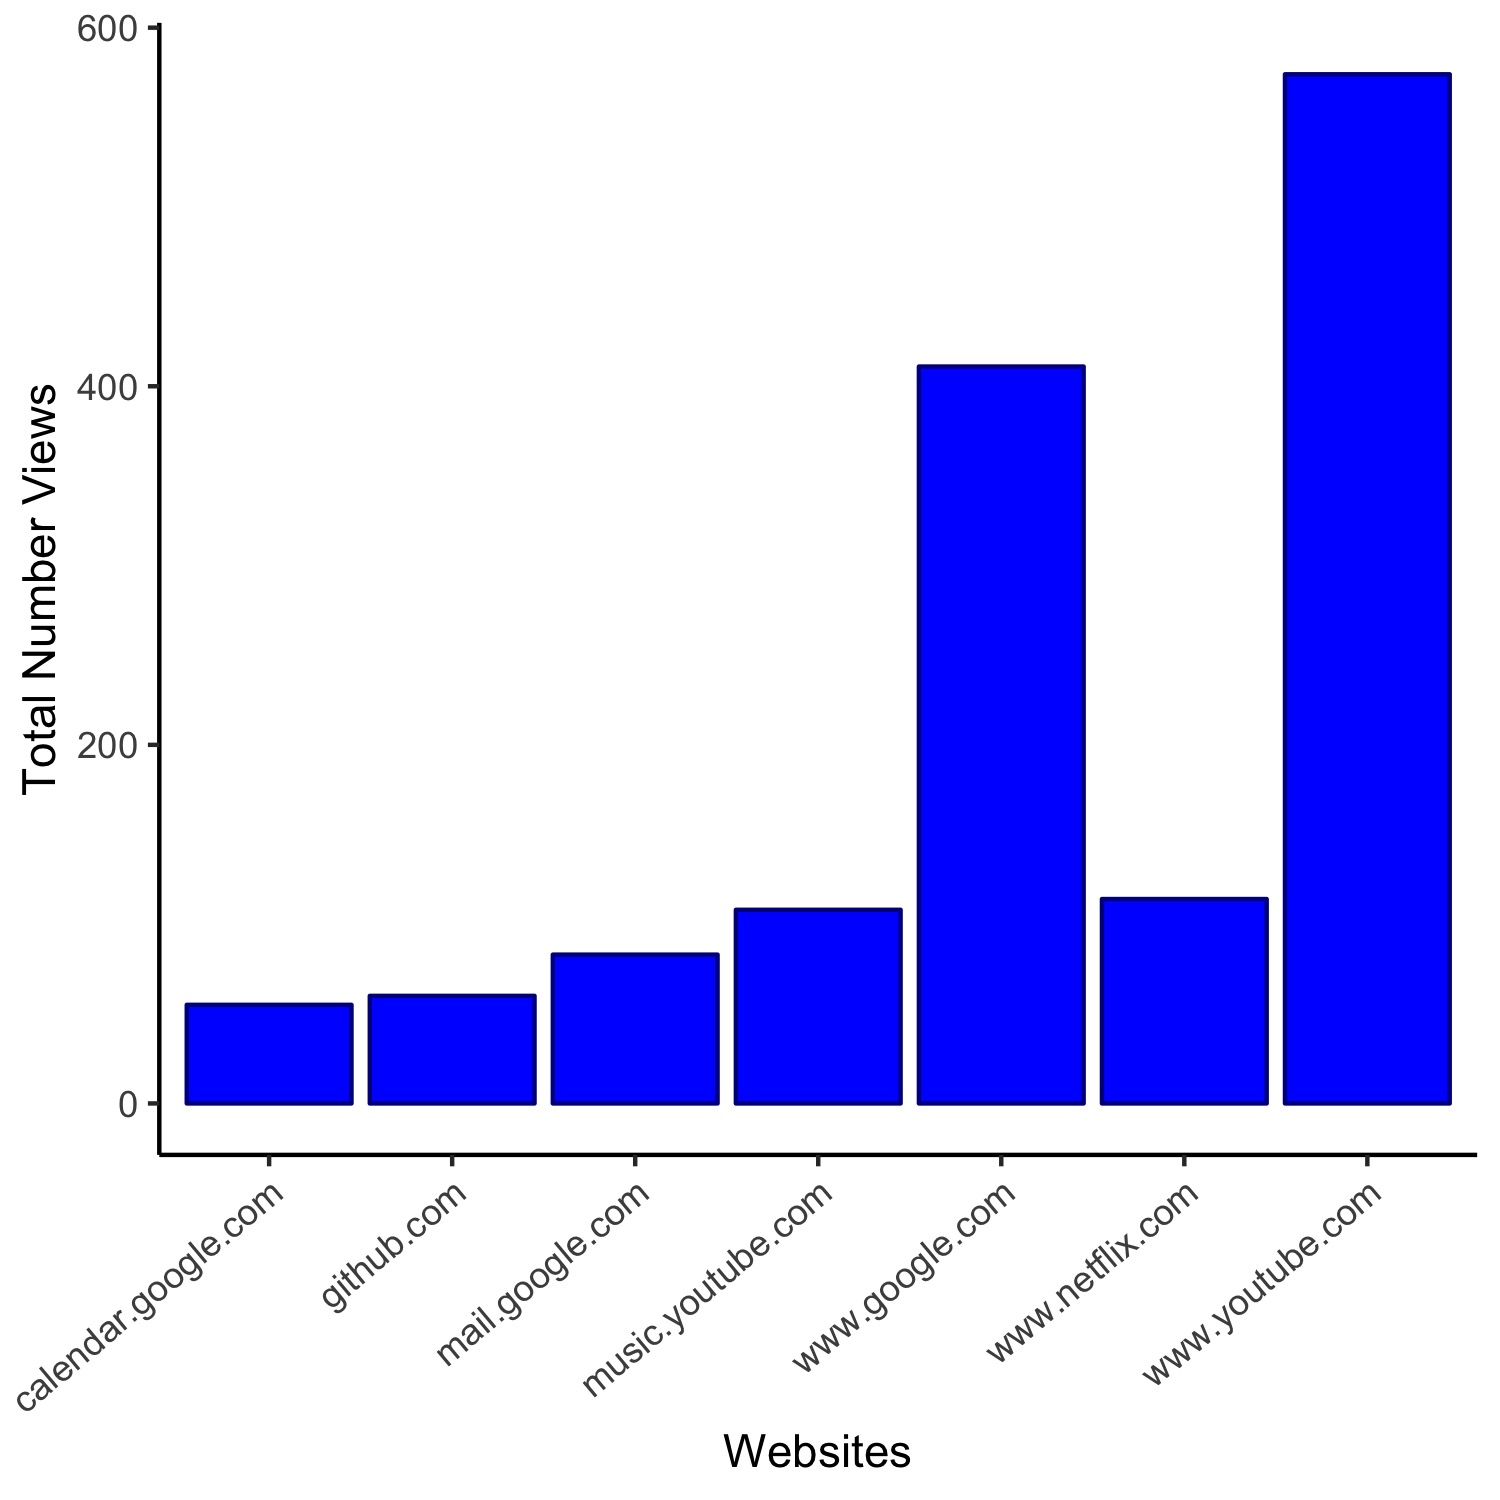 600
400
200
0
Total Number Views
calendar.google.com
github.com
mail.google.com
music.youtube.com
www.google.com
www.netflix.com
www.youtube.com
Websites